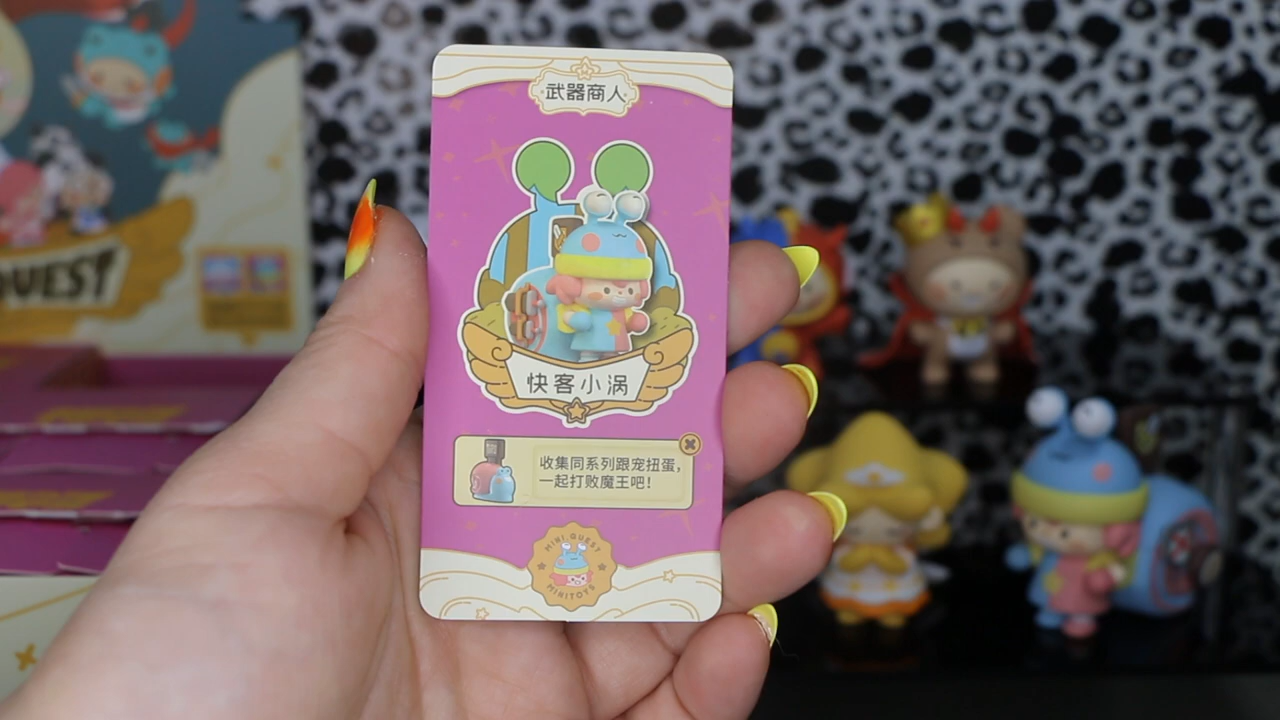 武器商人
快客小涡
收集同系列跟宠扭蛋，
一起打败魔王吧！
MINI QUEST
MINITOYS
QUEST